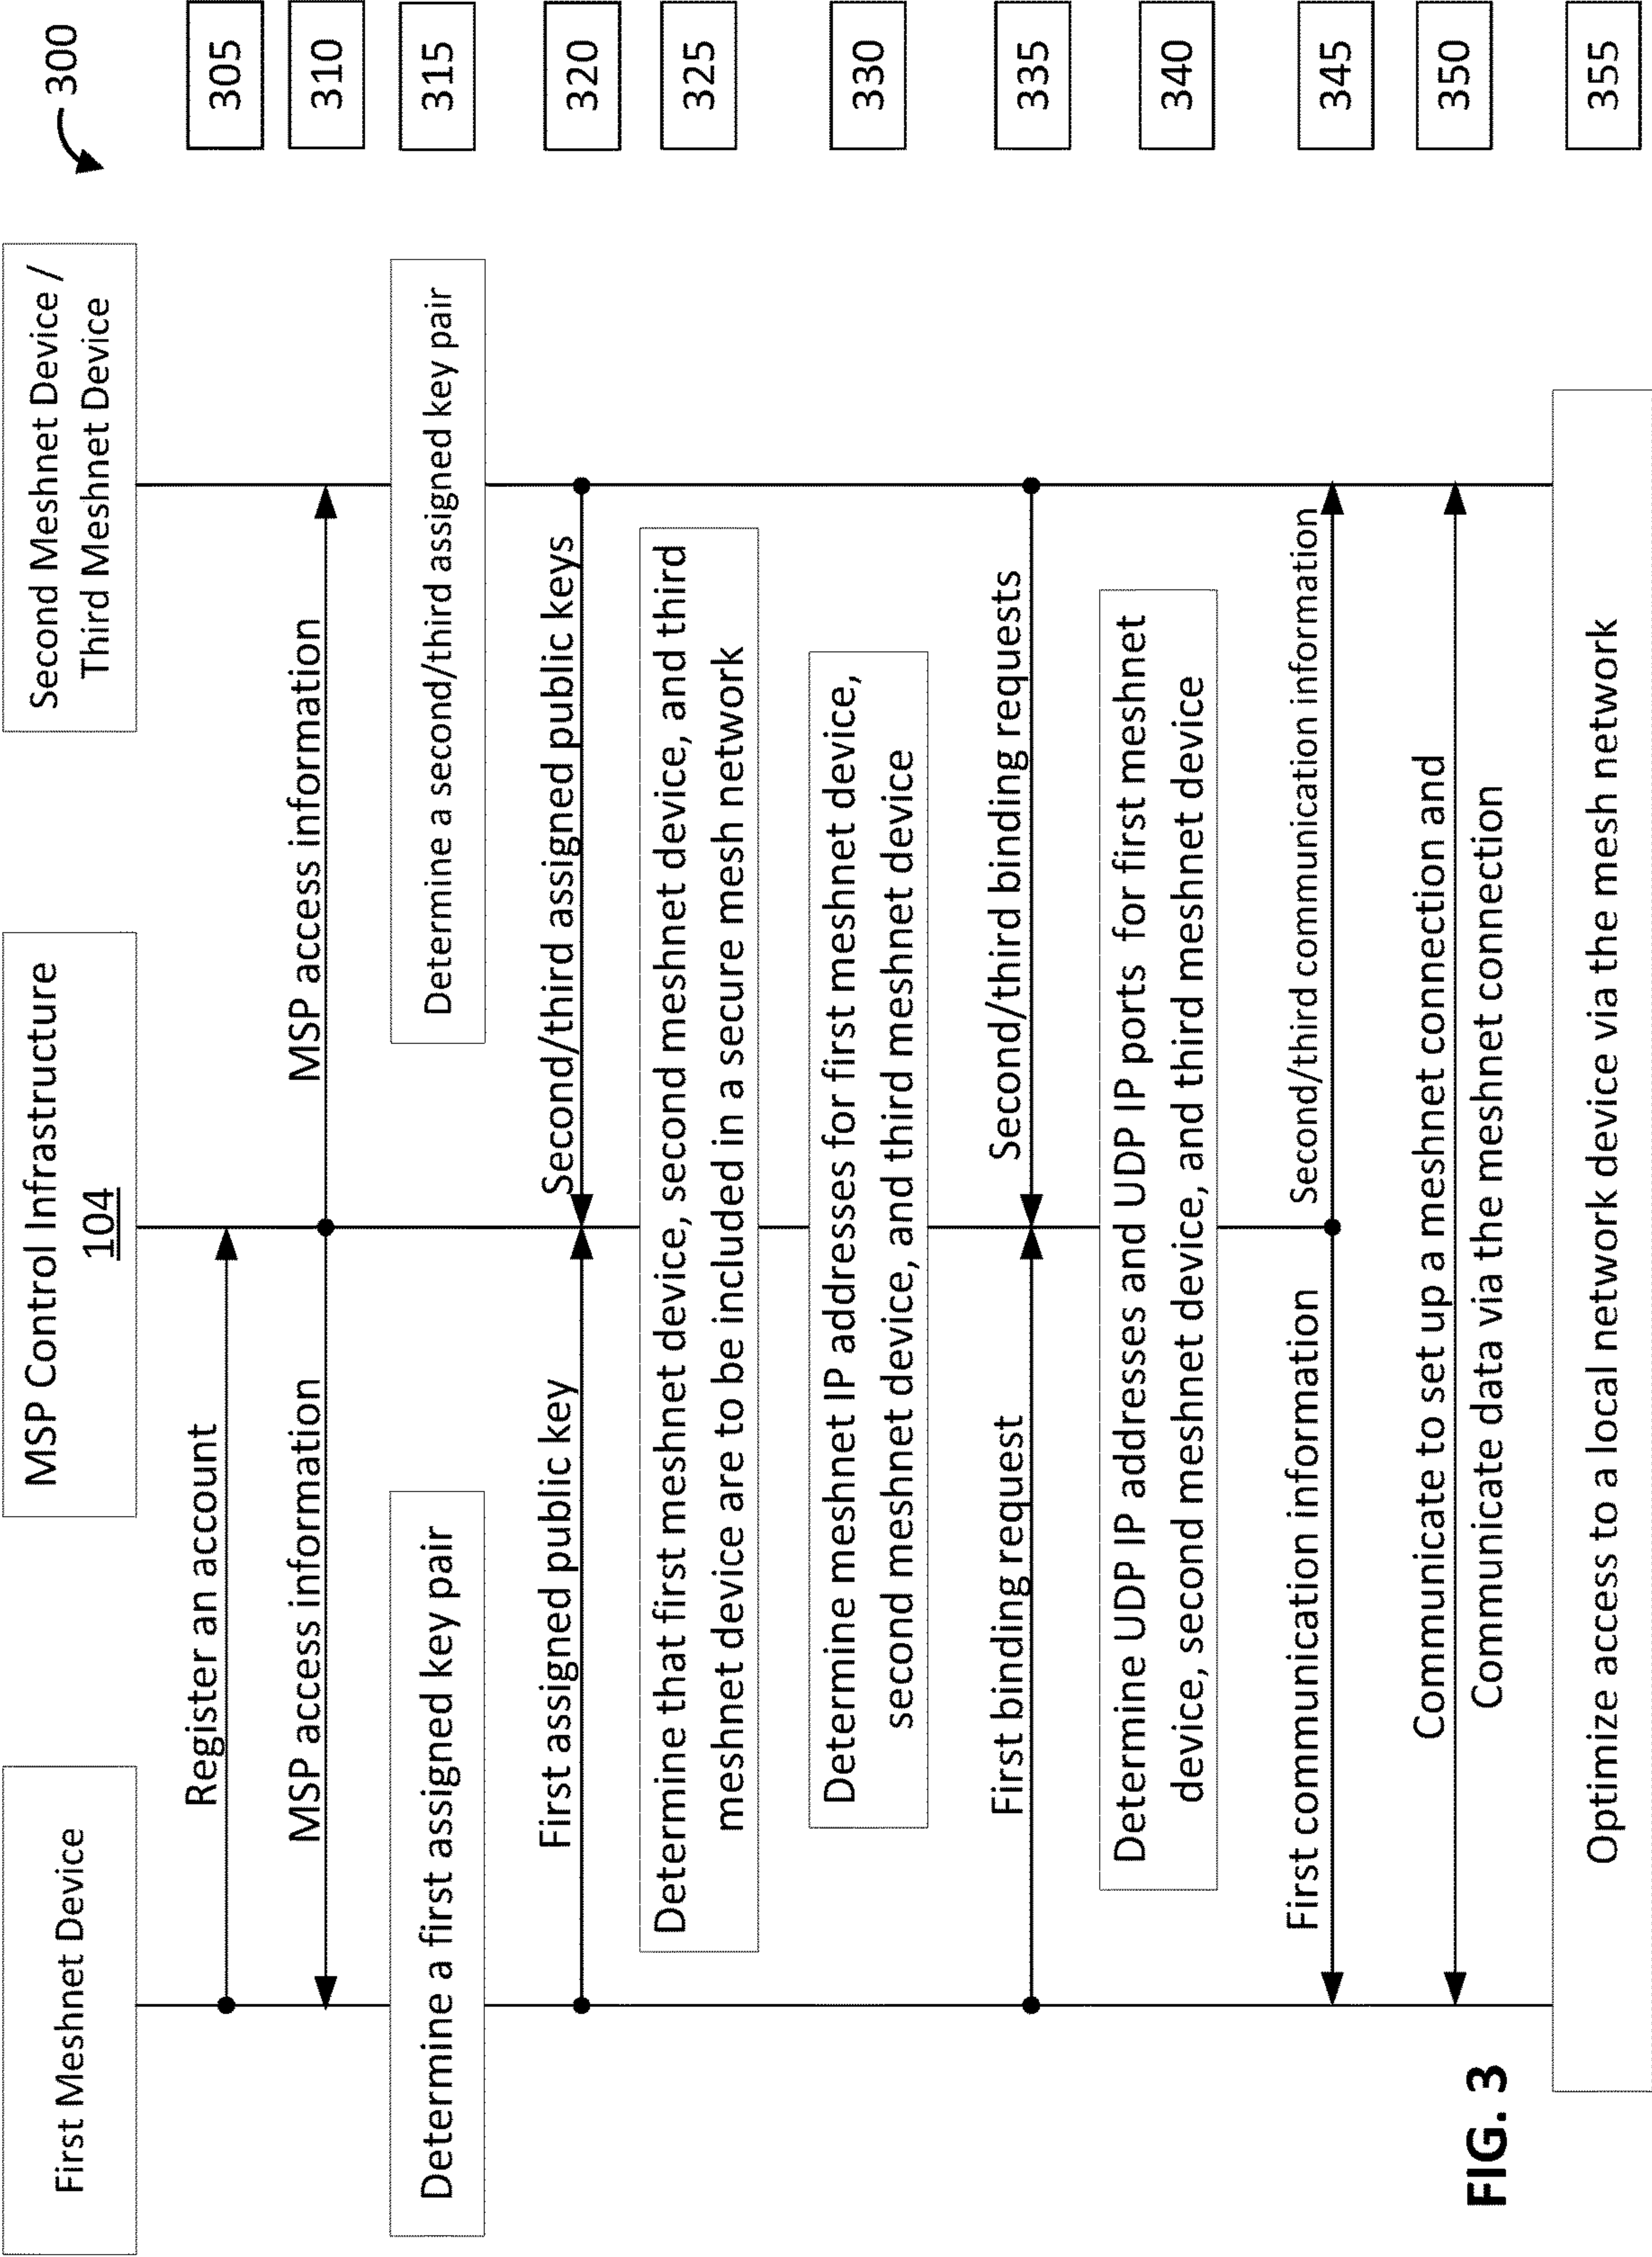 300
First Meshnet Device
MSP Control Infrastructure
104
Second Meshnet Device /
Third Meshnet Device
Register an account
305
MSP access information
MSP access information
310
Determine a first assigned key pair
Determine a second/third assigned key pair
315
First assigned public key
Second/third assigned public keys
320
Determine that first meshnet device, second meshnet device, and third
meshnet device are to be included in a secure mesh network
325
Determine meshnet IP addresses for first meshnet device,
second meshnet device, and third meshnet device
330
First binding request
Second/third binding requests
335
Determine UDP IP addresses and UDP IP ports for first meshnet
device, second meshnet device, and third meshnet device
340
First communication information
Second/third communication information
345
Communicate to set up a meshnet connection and
Communicate data via the meshnet connection
350
Optimize access to a local network device via the mesh network
355
FIG. 3